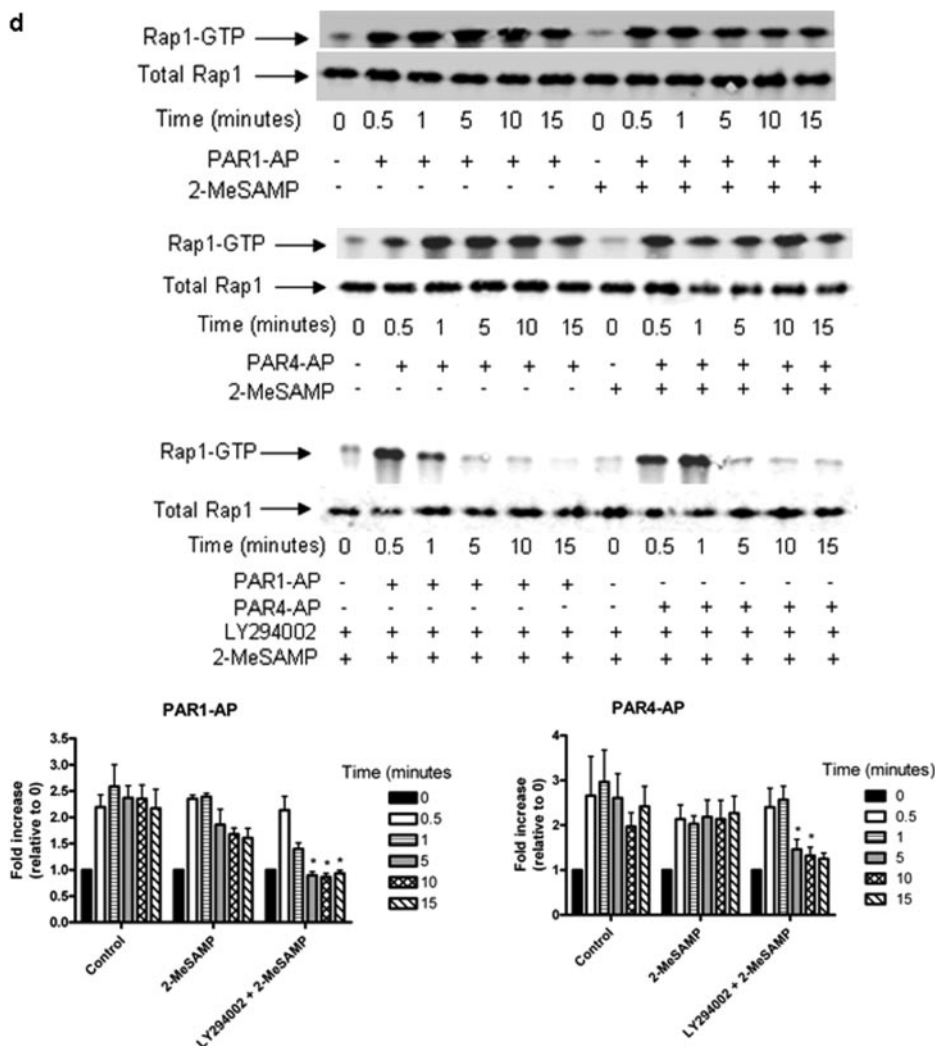 d
Rap1-GTP
Total Rap1
Time (minutes) 0 0.5 1 5 10 15 0 0.5 1 5 10 15
PAR1-AP - + + + + + - + + + + +
2-MeSAMP - - - - - - + + + + + +
Rap1-GTP
Total Rap1
Time (minutes) 0 0.5 1 5 10 15 0 0.5 1 5 10 15
PAR4-AP - + + + + + - + + + + +
2-MeSAMP - - - - - - + + + + + +
Rap1-GTP
Total Rap1
Time (minutes) 0 0.5 1 5 10 15 0 0.5 1 5 10 15
PAR1-AP - + + + + + - - - - - -
PAR4-AP - - - - - - - + + + + +
LY294002 + + + + + + + + + + + +
2-MeSAMP + + + + + + + + + + + +
PAR1-AP
Fold increase
(relative to 0)
3.5
3.0
2.5
2.0
1.5
1.0
0.5
0.0
* * *
Control
2-MeSAMP
LY294002 + 2-MeSAMP
Time (minutes
0
0.5
1
5
10
15
PAR4-AP
Fold increase
(relative to 0)
4
3
2
1
0
* *
Control
2-MeSAMP
LY294002 + 2-MeSAMP
Time (minutes)
0
0.5
1
5
10
15